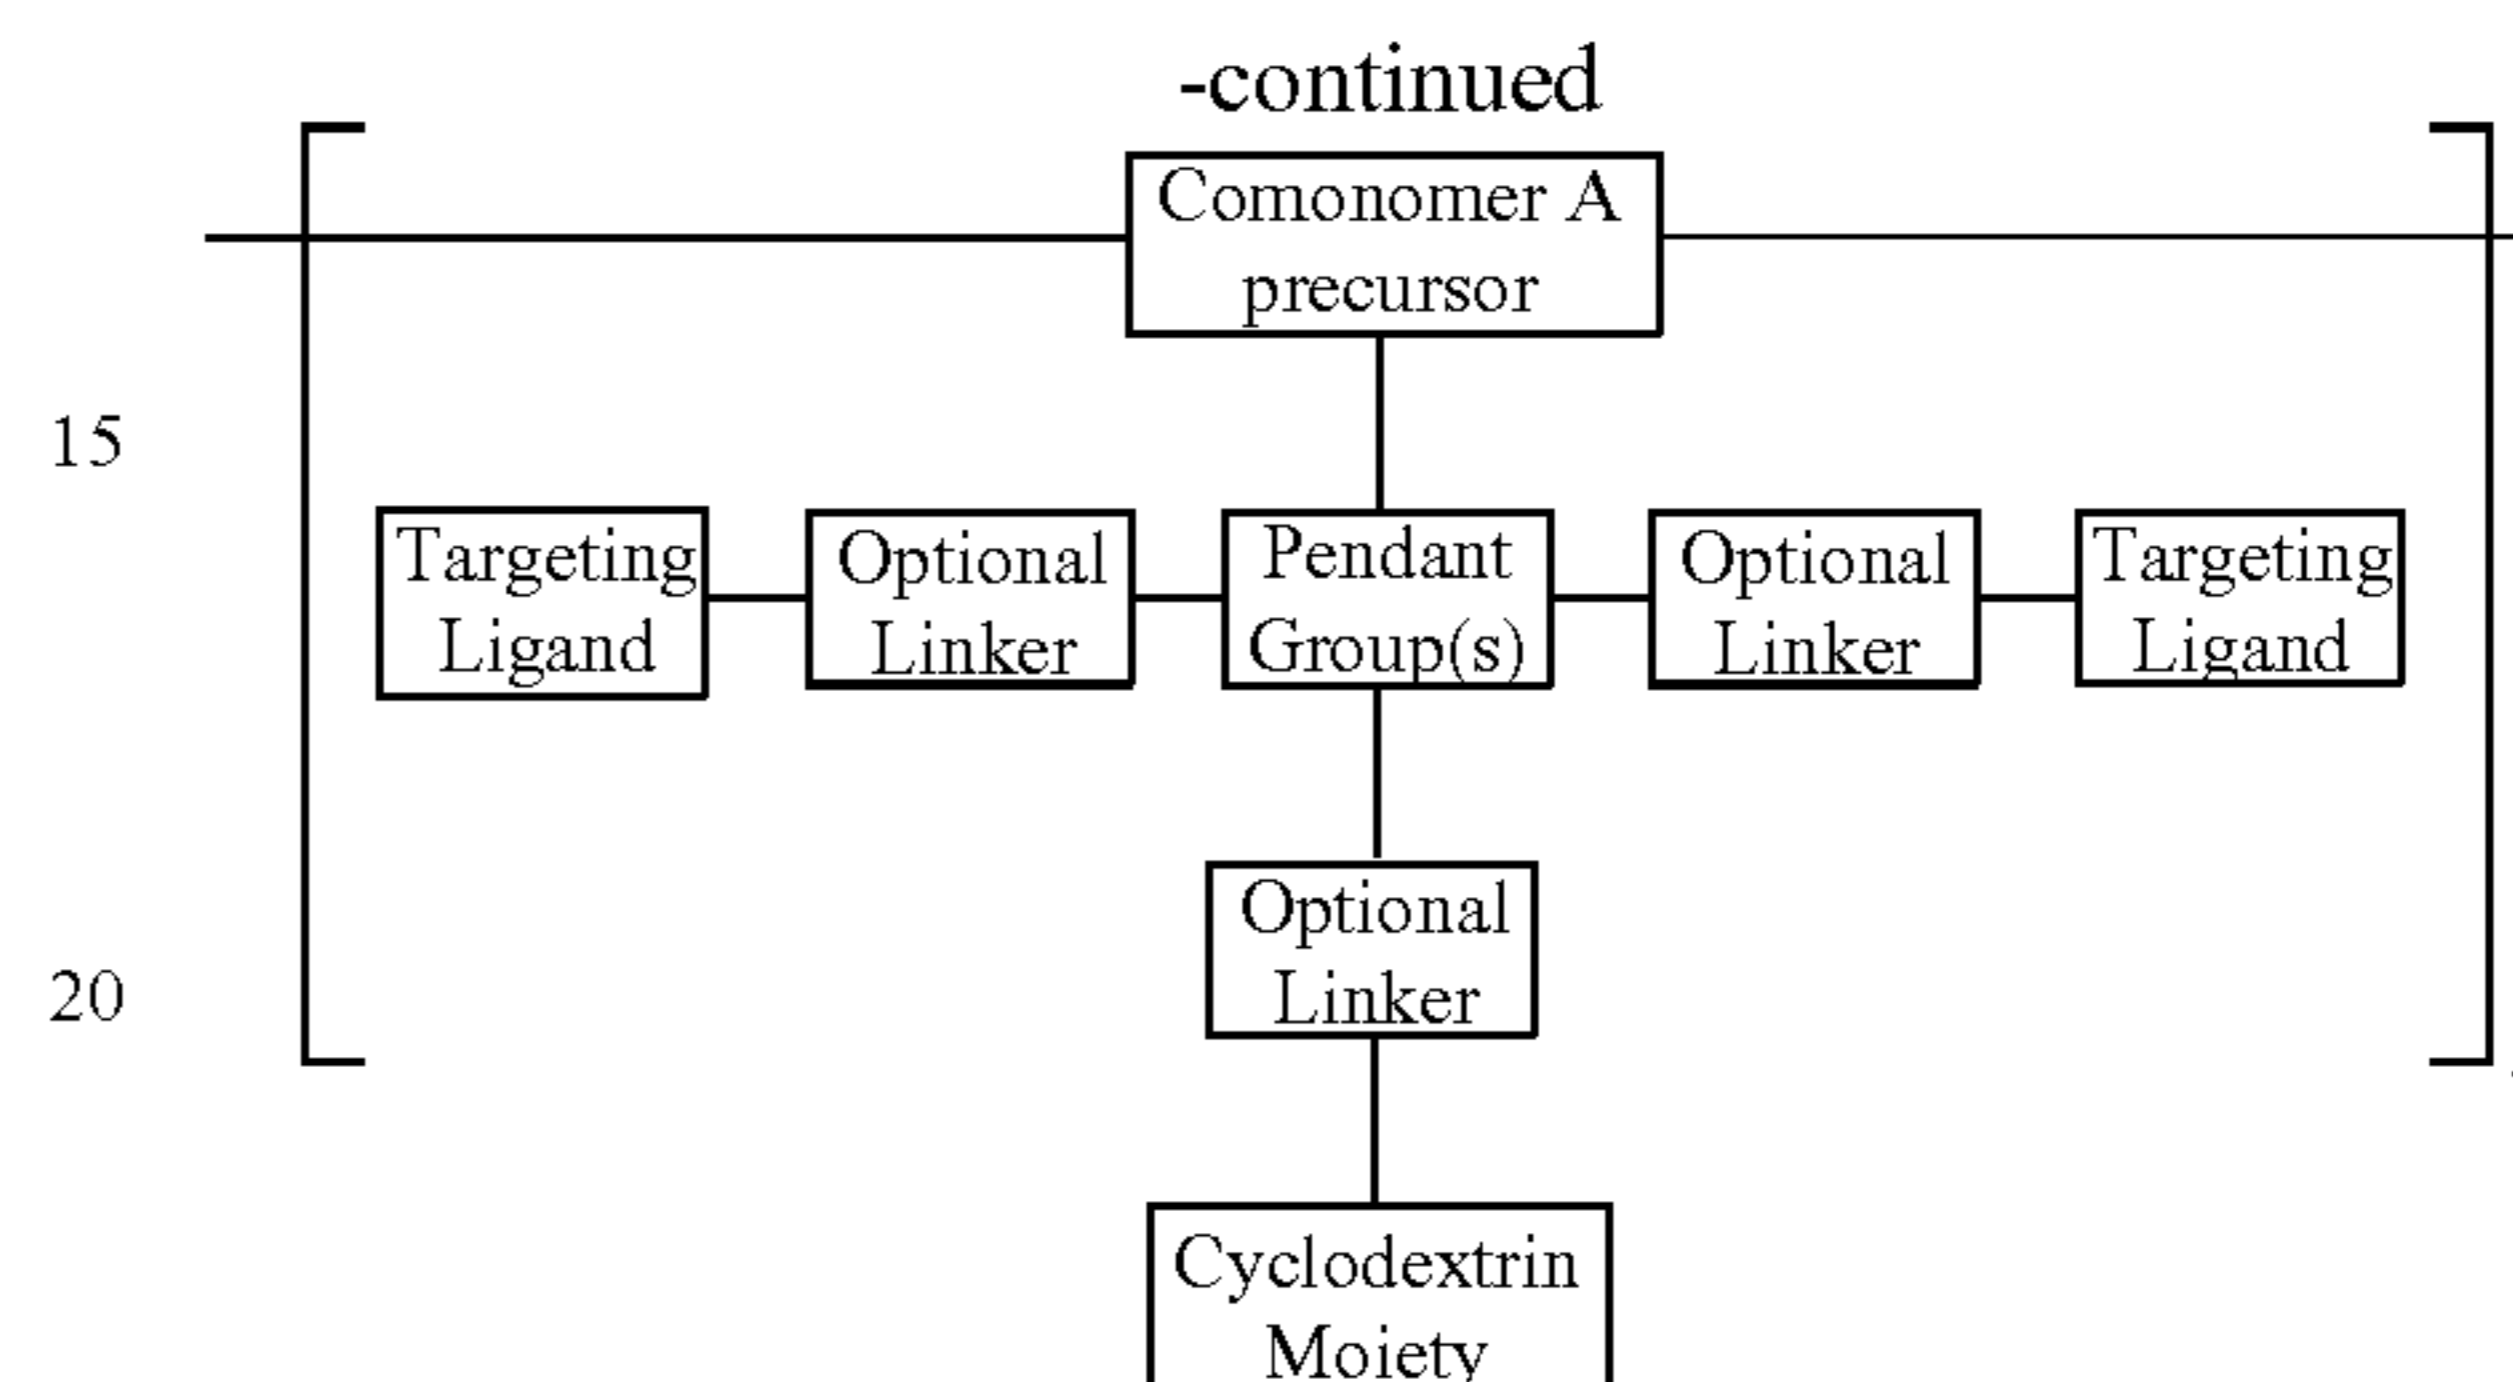 -continued
Comonomer A
precursor
15
Targeting
Ligand
Optional
Linker
Pendant
Group(s)
Optional
Linker
Targeting
Ligand
Optional
Linker
20
Cyclodextrin
Moiety